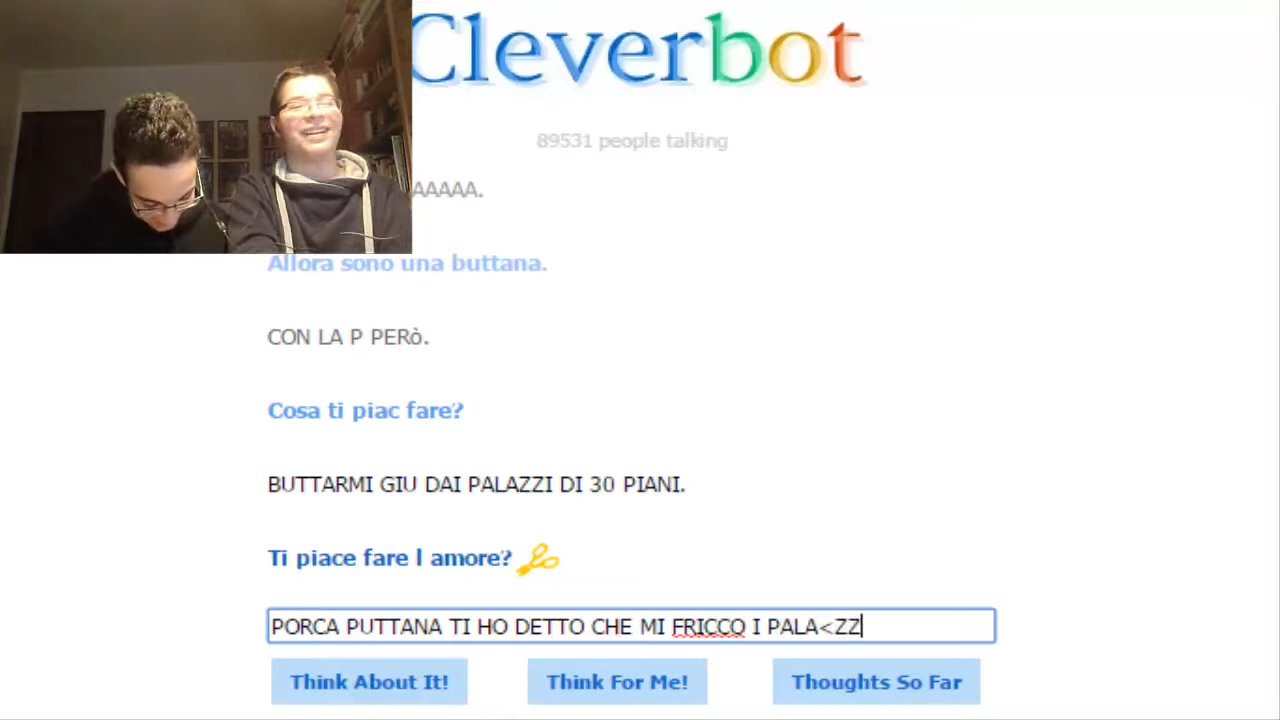 Cleverbot
89531 people talking
AAAAA.
Allora sono una buttana.
CON LA P PERò.
Cosa ti piac fare?
BUTTARMI GIU DAI PALAZZI DI 30 PIANI.
Ti piace fare l amore?
PORCA PUTTANA TI HO DETTO CHE MI FRICCO I PALA<ZZ
Think About It! Think For Me! Thoughts So Far